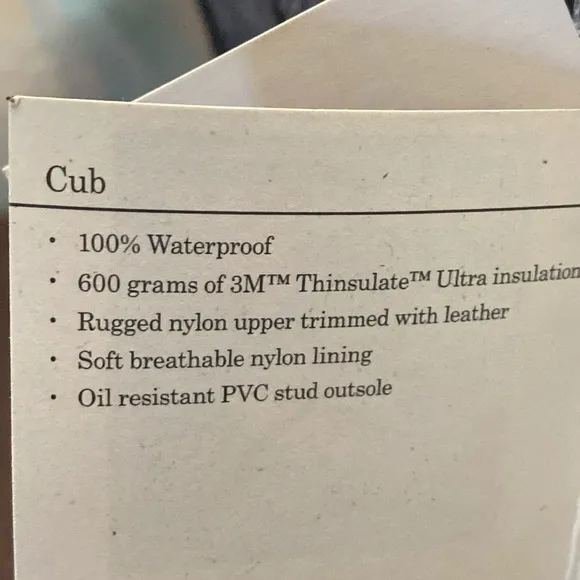 Cub
• 100% Waterproof
• 600 grams of 3M™ Thinsulate™ Ultra insulation
• Rugged nylon upper trimmed with leather
• Soft breathable nylon lining
• Oil resistant PVC stud outsole